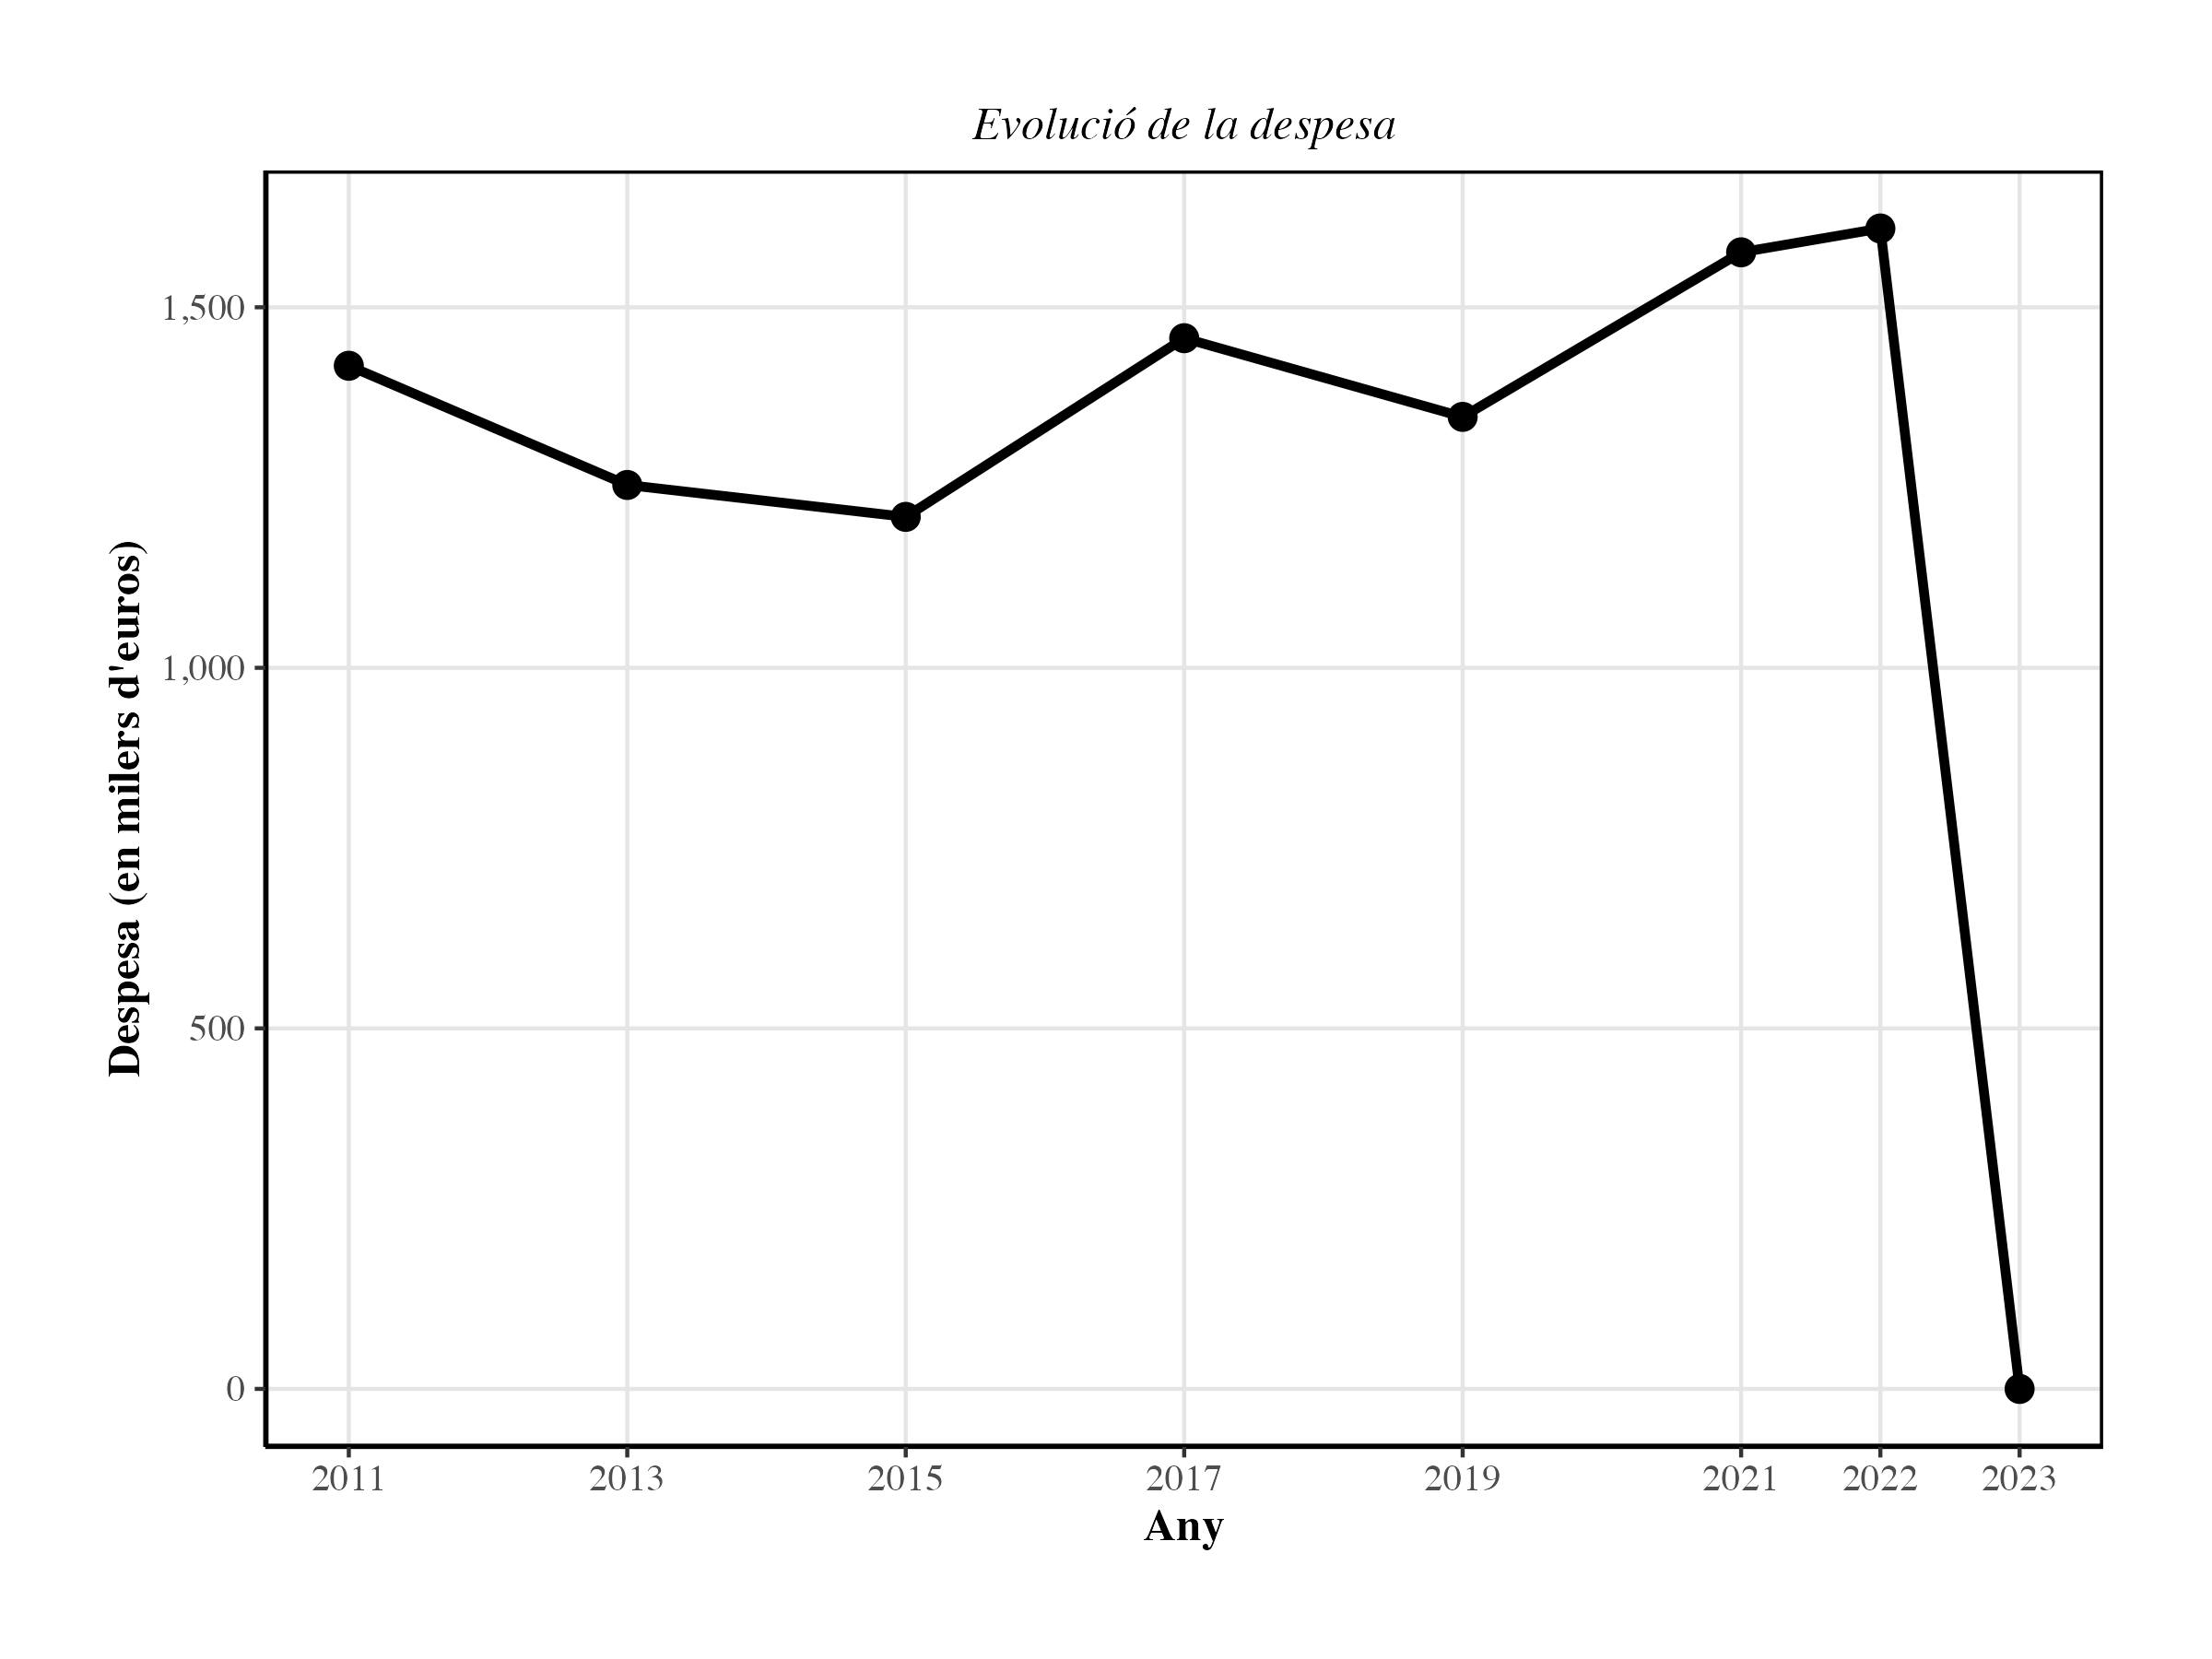 Evolució de la despesa
Despesa (en milers d'euros)
1,500
1,000
500
0
2011 2013 2015 2017 2019 2021 2022 2023
Any